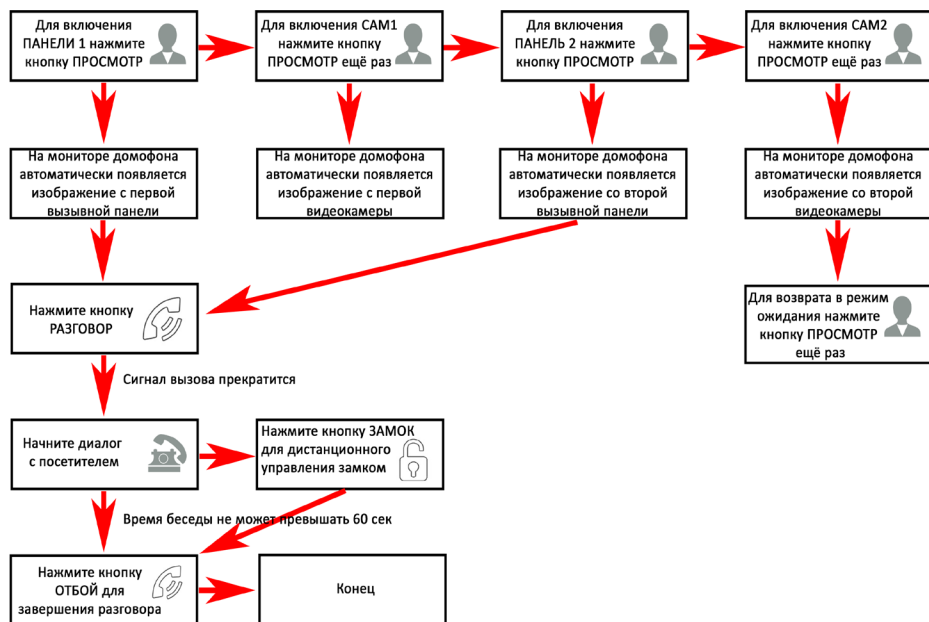 Для включения
ПАНЕЛИ 1 нажмите
кнопку ПРОСМОТР
Для включения САМ1
нажмите кнопку
ПРОСМОТР ещё раз
Для включения
ПАНЕЛЬ 2 нажмите
кнопку ПРОСМОТР
Для включения САМ2
нажмите кнопку
ПРОСМОТР ещё раз
На мониторе домофона
автоматически появляется
изображение с первой
вызывной панели
На мониторе домофона
автоматически появляется
изображение с первой
видеокамеры
На мониторе домофона
автоматически появляется
изображение со второй
вызывной панели
На мониторе домофона
автоматически появляется
изображение со второй
видеокамеры
Нажмите кнопку
РАЗГОВОР
Для возврата в режим
ожидания нажмите
кнопку ПРОСМОТР
ещё раз
Сигнал вызова прекратится
Начните диалог
с посетителем
Нажмите кнопку ЗАМОК
для дистанционного
управления замком
Время беседы не может превышать 60 сек
Нажмите кнопку
ОТБОЙ для
завершения разговора
Конец